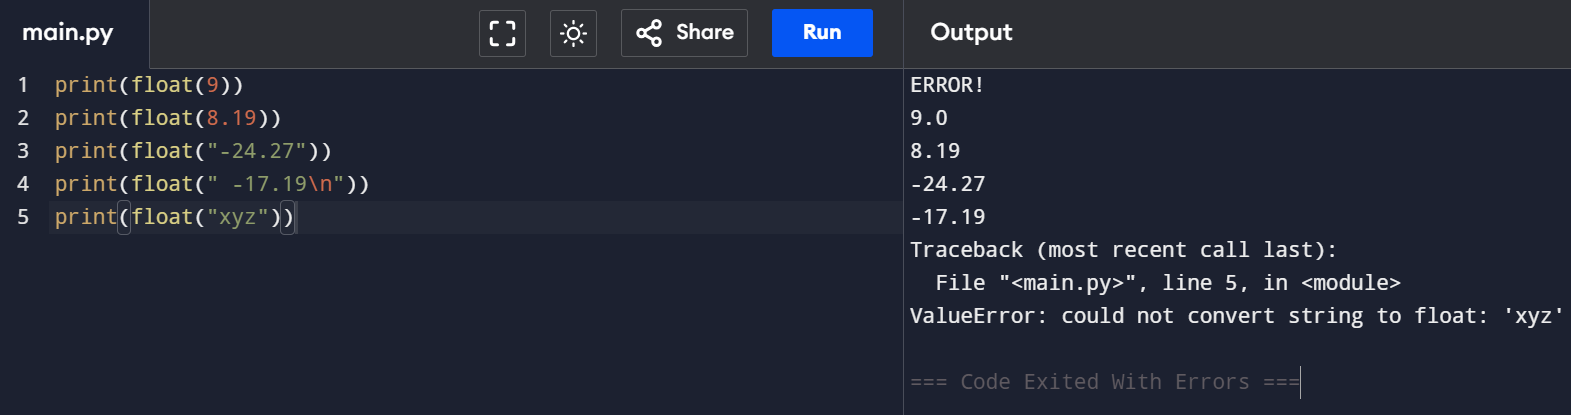 main.py
Share
Run
Output
1 print(float(9))
2 print(float(8.19))
3 print(float("-24.27"))
4 print(float(" -17.19\n"))
5 print(float("xyz"))
ERROR!
9.0
8.19
-24.27
-17.19
Traceback (most recent call last):
  File "<main.py>", line 5, in <module>
ValueError: could not convert string to float: 'xyz'
=== Code Exited With Errors ===